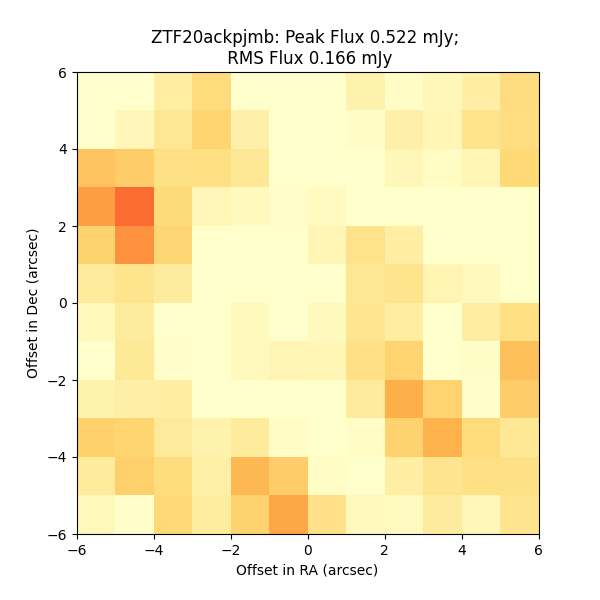 ZTF20ackpjmb: Peak Flux 0.522 mJy;
RMS Flux 0.166 mJy
6
4
2
0
−2
−4
−6
Offset in Dec (arcsec)
−6 −4 −2 0 2 4 6
Offset in RA (arcsec)